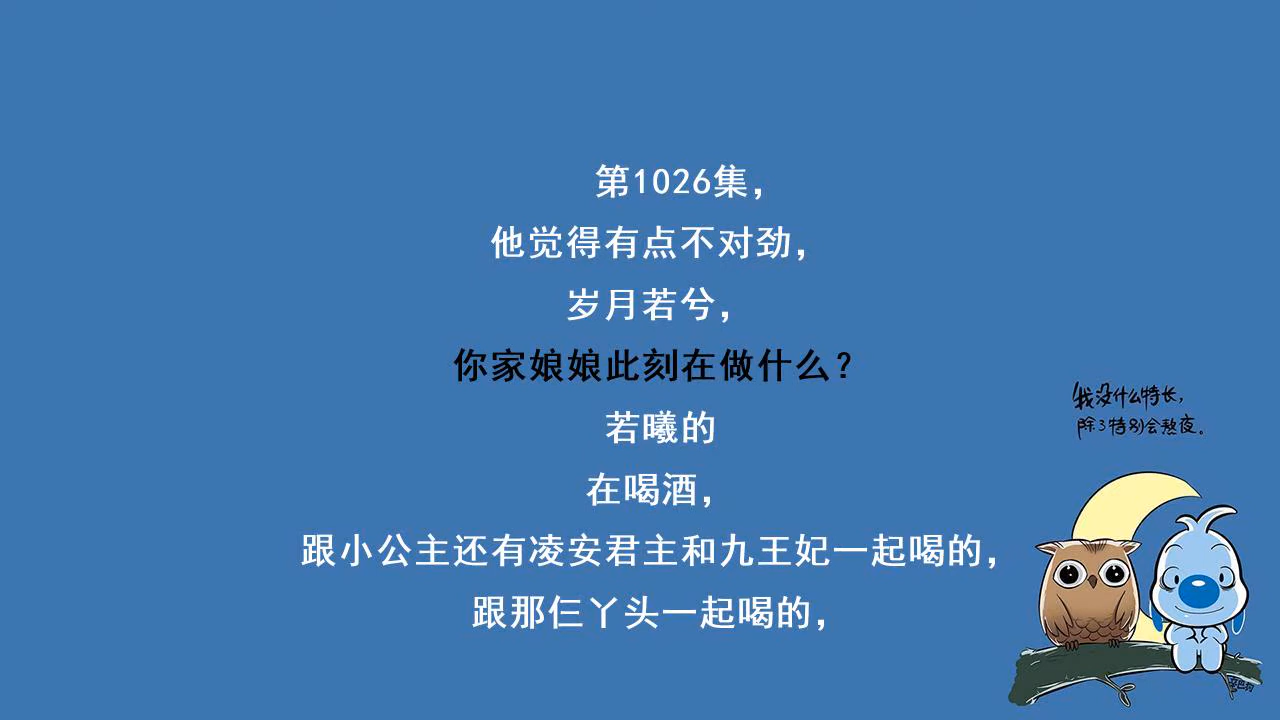 第1026集，
他觉得有点不对劲，
岁月若兮，
你家娘娘此刻在做什么？
若曦的
在喝酒，
跟小公主还有凌安君主和九王妃一起喝的，
跟那仨丫头一起喝的，
我没什么特长，
除了特别会熬夜。